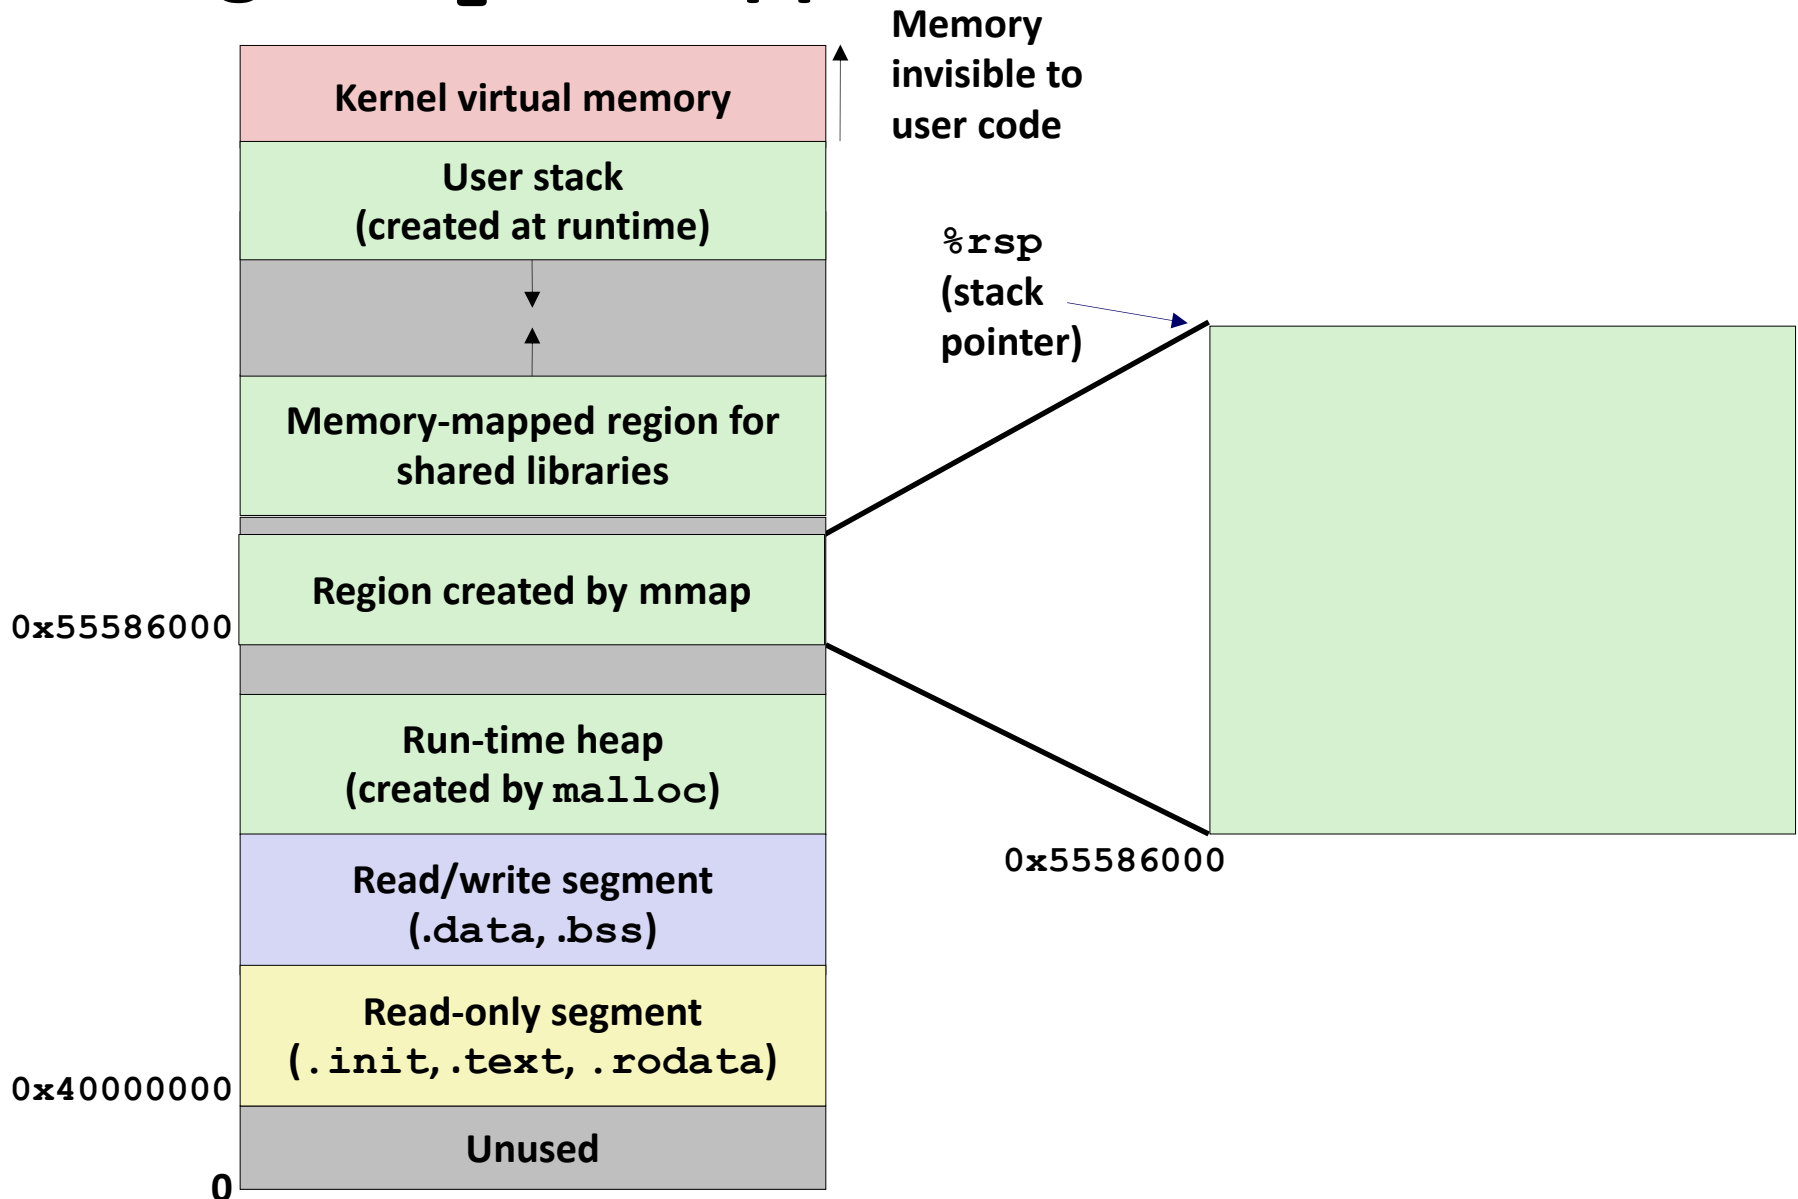 Memory
invisible to
user code
Kernel virtual memory
User stack
(created at runtime)
%rsp
(stack
pointer)
Memory-mapped region for
shared libraries
Region created by mmap
0x55586000
Run-time heap
(created by malloc)
0x55586000
Read/write segment
(.data, .bss)
Read-only segment
(.init, .text, .rodata)
0x40000000
Unused
0